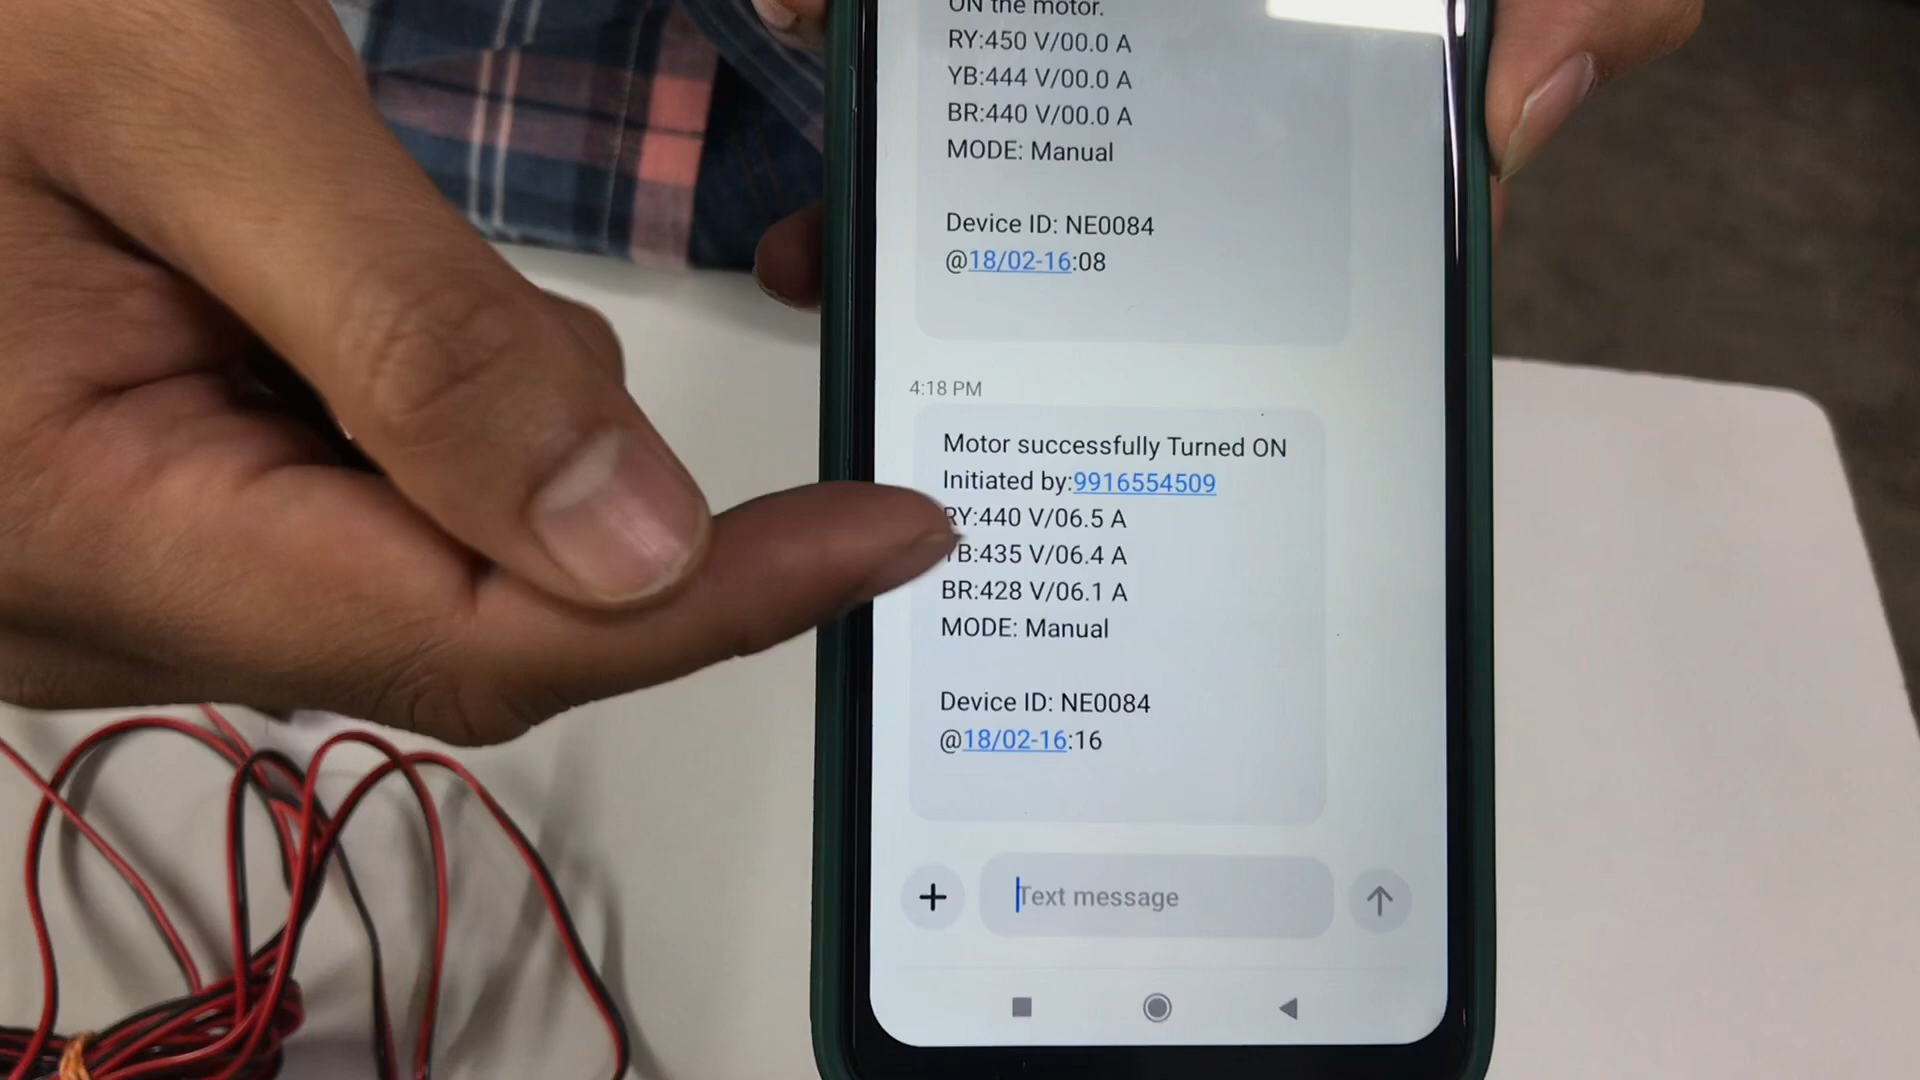 ON the motor.
RY:450 V/00.0 A
YB:444 V/00.0 A
BR:440 V/00.0 A
MODE: Manual
Device ID: NE0084
@18/02-16:08
4:18 PM
Motor successfully Turned ON
Initiated by:9916554509
RY:440 V/06.5 A
YB:435 V/06.4 A
BR:428 V/06.1 A
MODE: Manual
Device ID: NE0084
@18/02-16:16
Text message